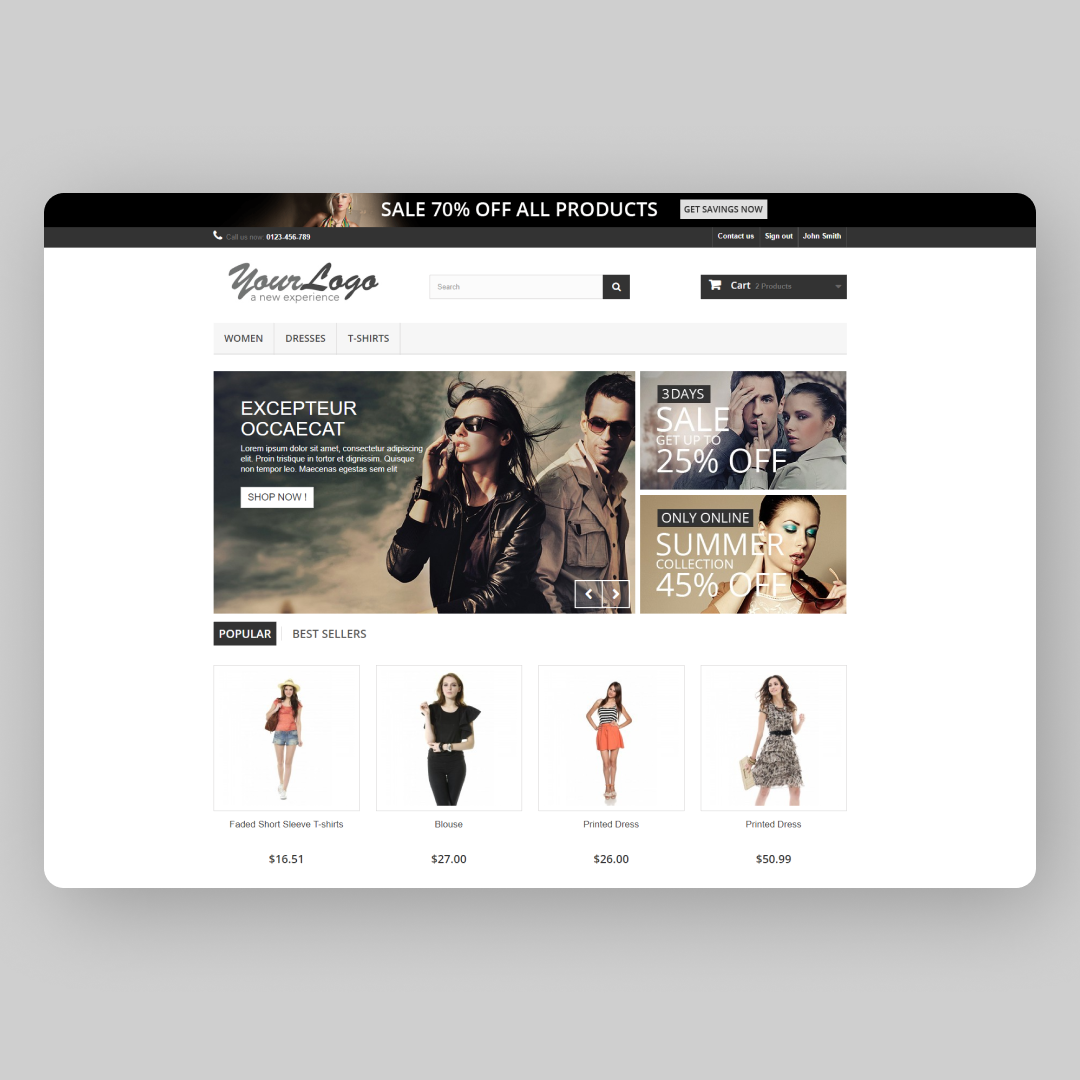 SALE 70% OFF ALL PRODUCTS
GET SAVINGS NOW
Call us now: 0123-456-789
Contact us
Sign out
John Smith
YourLogo
a new experience
Search
Cart 2 Products
WOMEN
DRESSES
T-SHIRTS
EXCEPTEUR
OCCAECAT
Lorem ipsum dolor sit amet, consectetur adipiscing
elit. Proin tristique in tortor et dignissim. Quisque
non tempor leo. Maecenas egestas sem elit
SHOP NOW !
3 DAYS
SALE
GET UP TO
25% OFF
ONLY ONLINE
SUMMER
COLLECTION
45% OFF
POPULAR
BEST SELLERS
Faded Short Sleeve T-shirts
$16.51
Blouse
$27.00
Printed Dress
$26.00
Printed Dress
$50.99